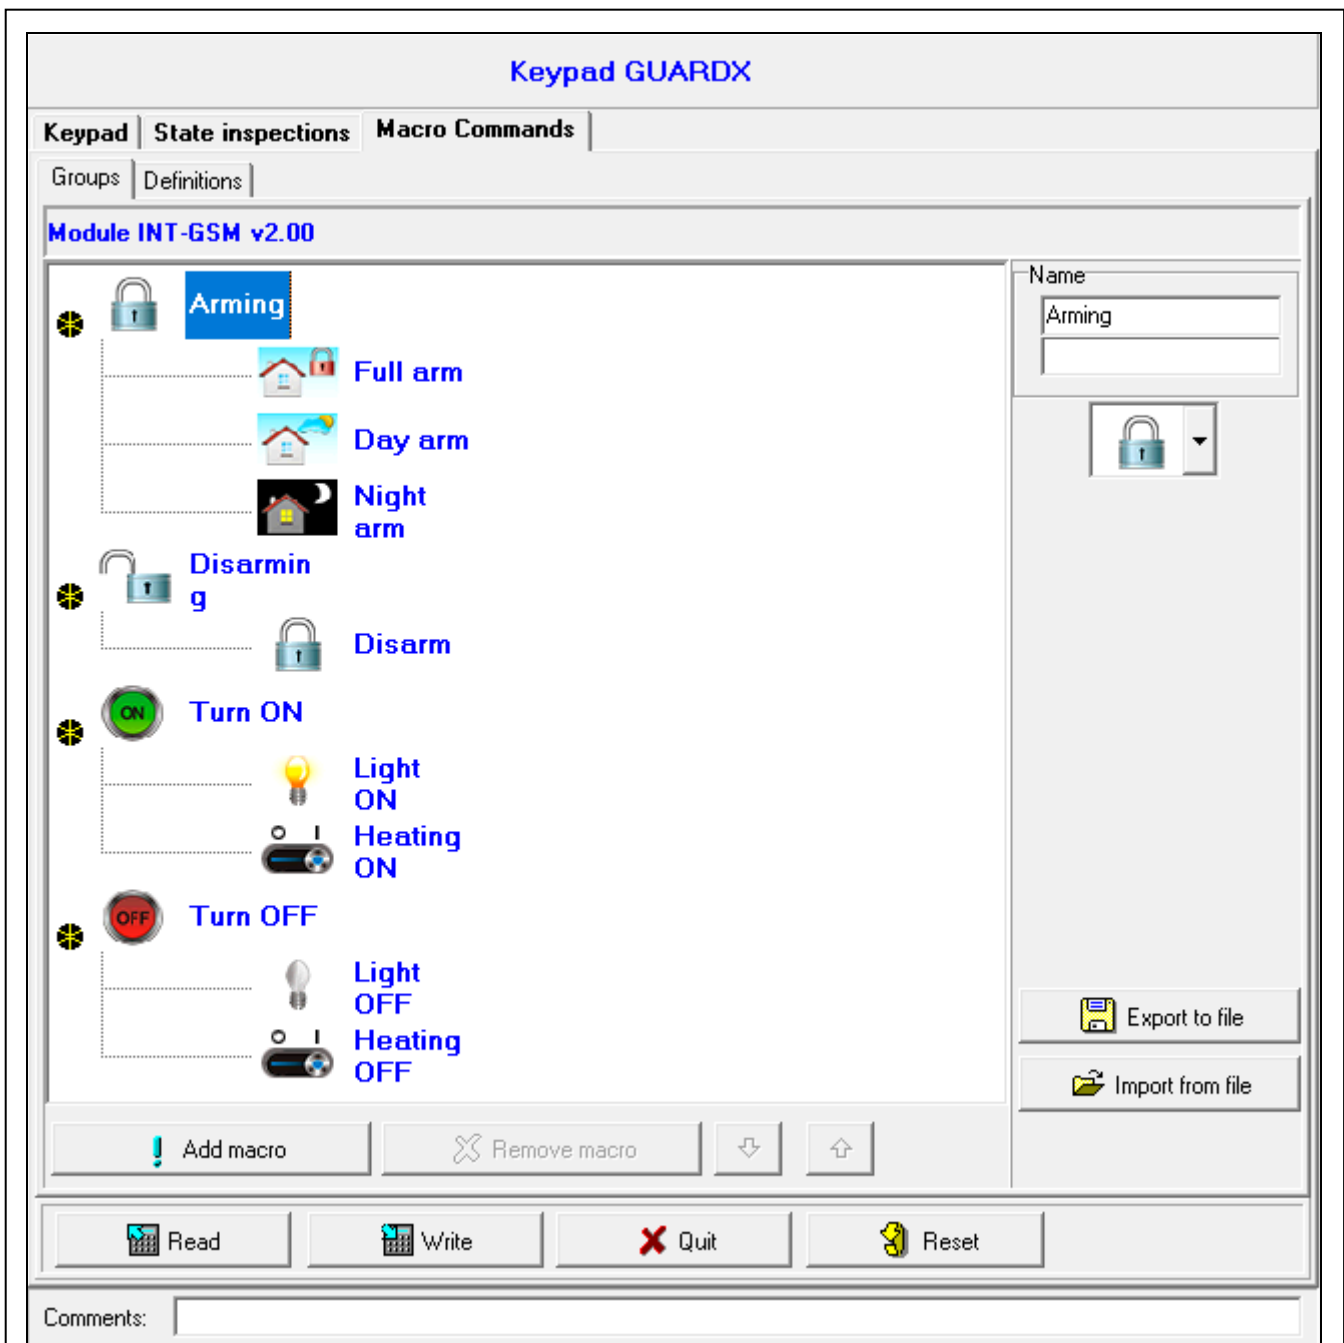 Keypad GUARDX
Keypad State inspections Macro Commands
Groups Definitions
Module INT-GSM v2.00
Arming
Full arm
Day arm
Night
arm
Disarmin
g
Disarm
ON
Turn ON
Light
ON
Heating
ON
OFF
Turn OFF
Light
OFF
Heating
OFF
Name
Arming
Export to file
Import from file
Add macro
Remove macro
Read Write Quit Reset
Comments: